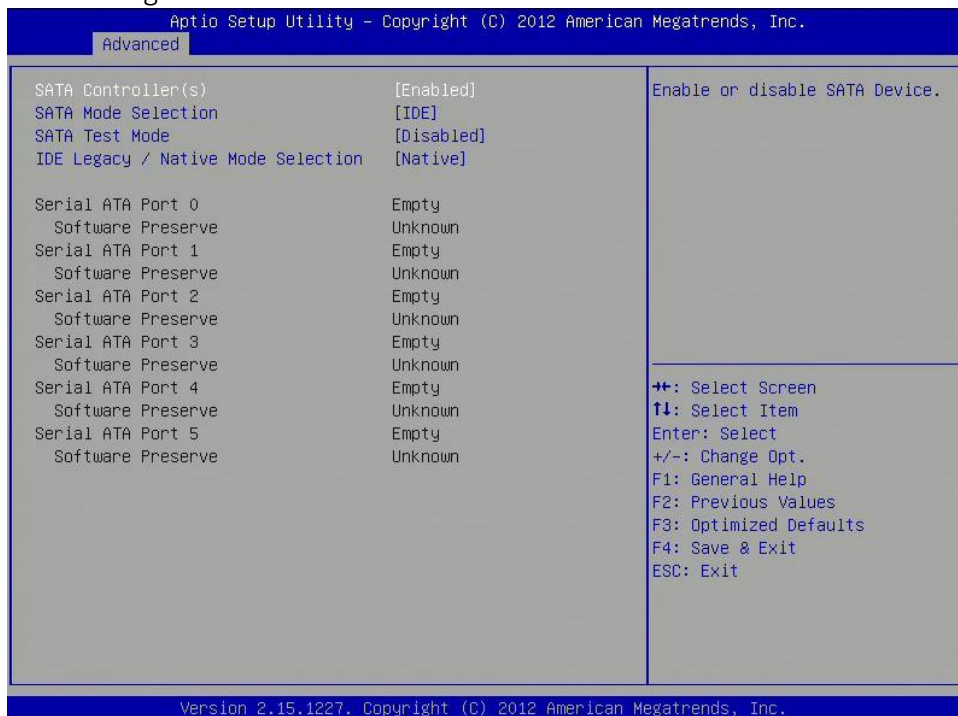 Aptio Setup Utility – Copyright (C) 2012 American Megatrends, Inc.
Advanced
SATA Controller(s) [Enabled]
SATA Mode Selection [IDE]
SATA Test Mode [Disabled]
IDE Legacy / Native Mode Selection [Native]
Serial ATA Port 0 Empty
Software Preserve Unknown
Serial ATA Port 1 Empty
Software Preserve Unknown
Serial ATA Port 2 Empty
Software Preserve Unknown
Serial ATA Port 3 Empty
Software Preserve Unknown
Serial ATA Port 4 Empty
Software Preserve Unknown
Serial ATA Port 5 Empty
Software Preserve Unknown
Enable or disable SATA Device.
→←: Select Screen
↑↓: Select Item
Enter: Select
+/-: Change Opt.
F1: General Help
F2: Previous Values
F3: Optimized Defaults
F4: Save & Exit
ESC: Exit
Version 2.15.1227. Copyright (C) 2012 American Megatrends, Inc.